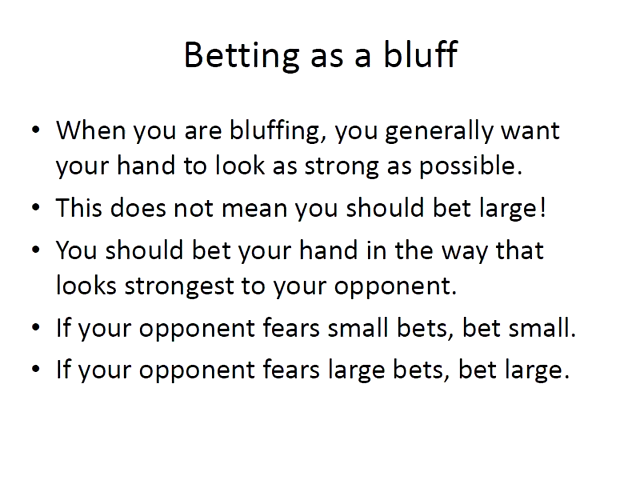 Betting as a bluff
• When you are bluffing, you generally want
your hand to look as strong as possible.
• This does not mean you should bet large!
• You should bet your hand in the way that
looks strongest to your opponent.
• If your opponent fears small bets, bet small.
• If your opponent fears large bets, bet large.